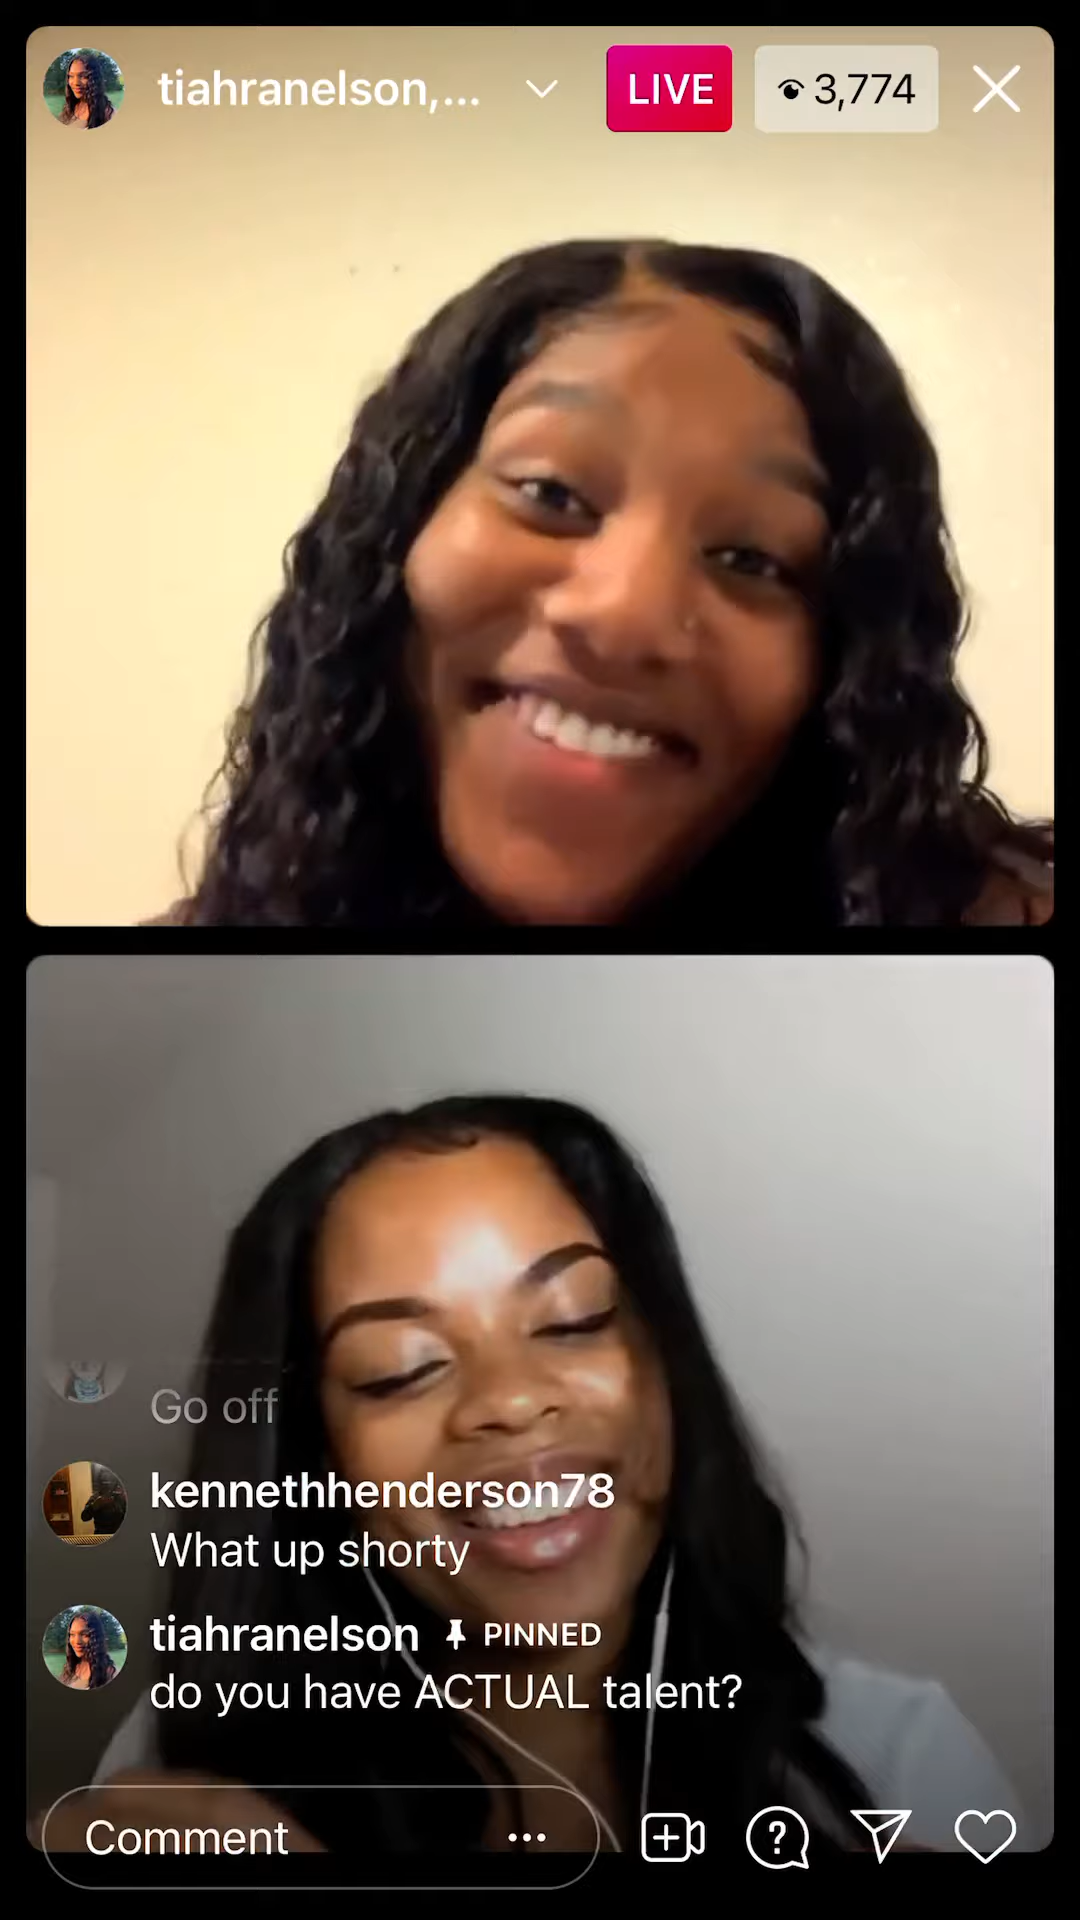 tiahranelson,...
LIVE
3,774
Go off
kennethhenderson78
What up shorty
tiahranelson PINNED
do you have ACTUAL talent?
Comment